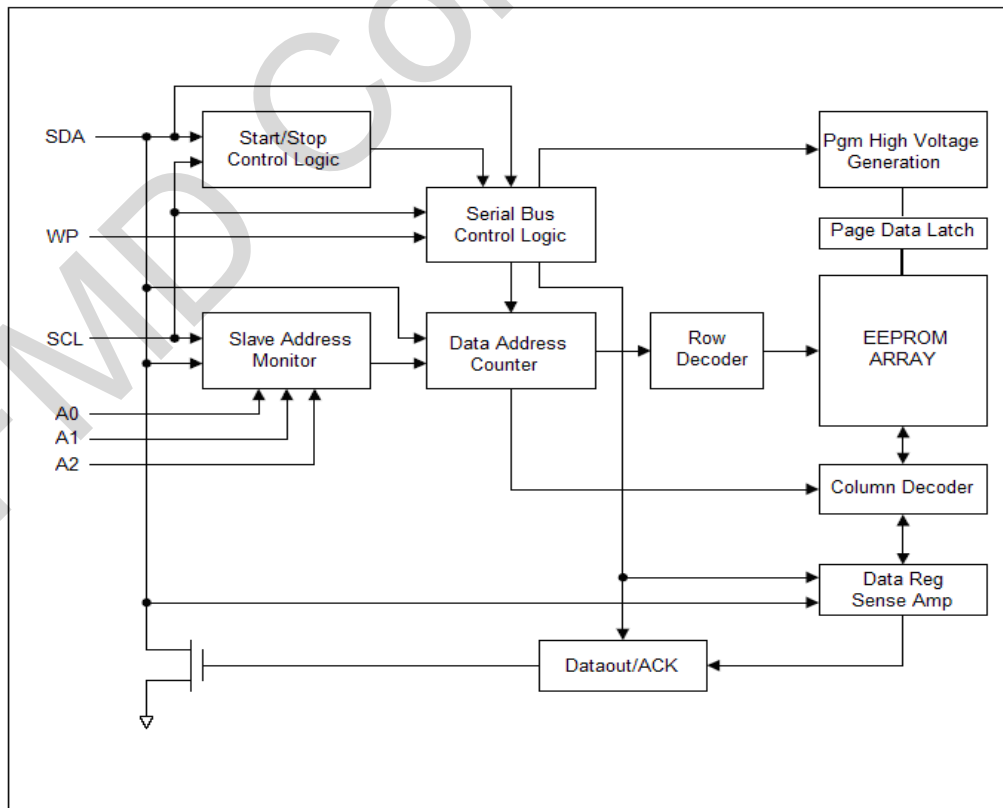 FMD Con
SDA
Start/Stop
Control Logic
Pgm High Voltage
Generation
Serial Bus
Control Logic
WP
Page Data Latch
SCL
Slave Address
Monitor
Data Address
Counter
Row
Decoder
EEPROM
ARRAY
A0
A1
A2
Column Decoder
Data Reg
Sense Amp
Dataout/ACK